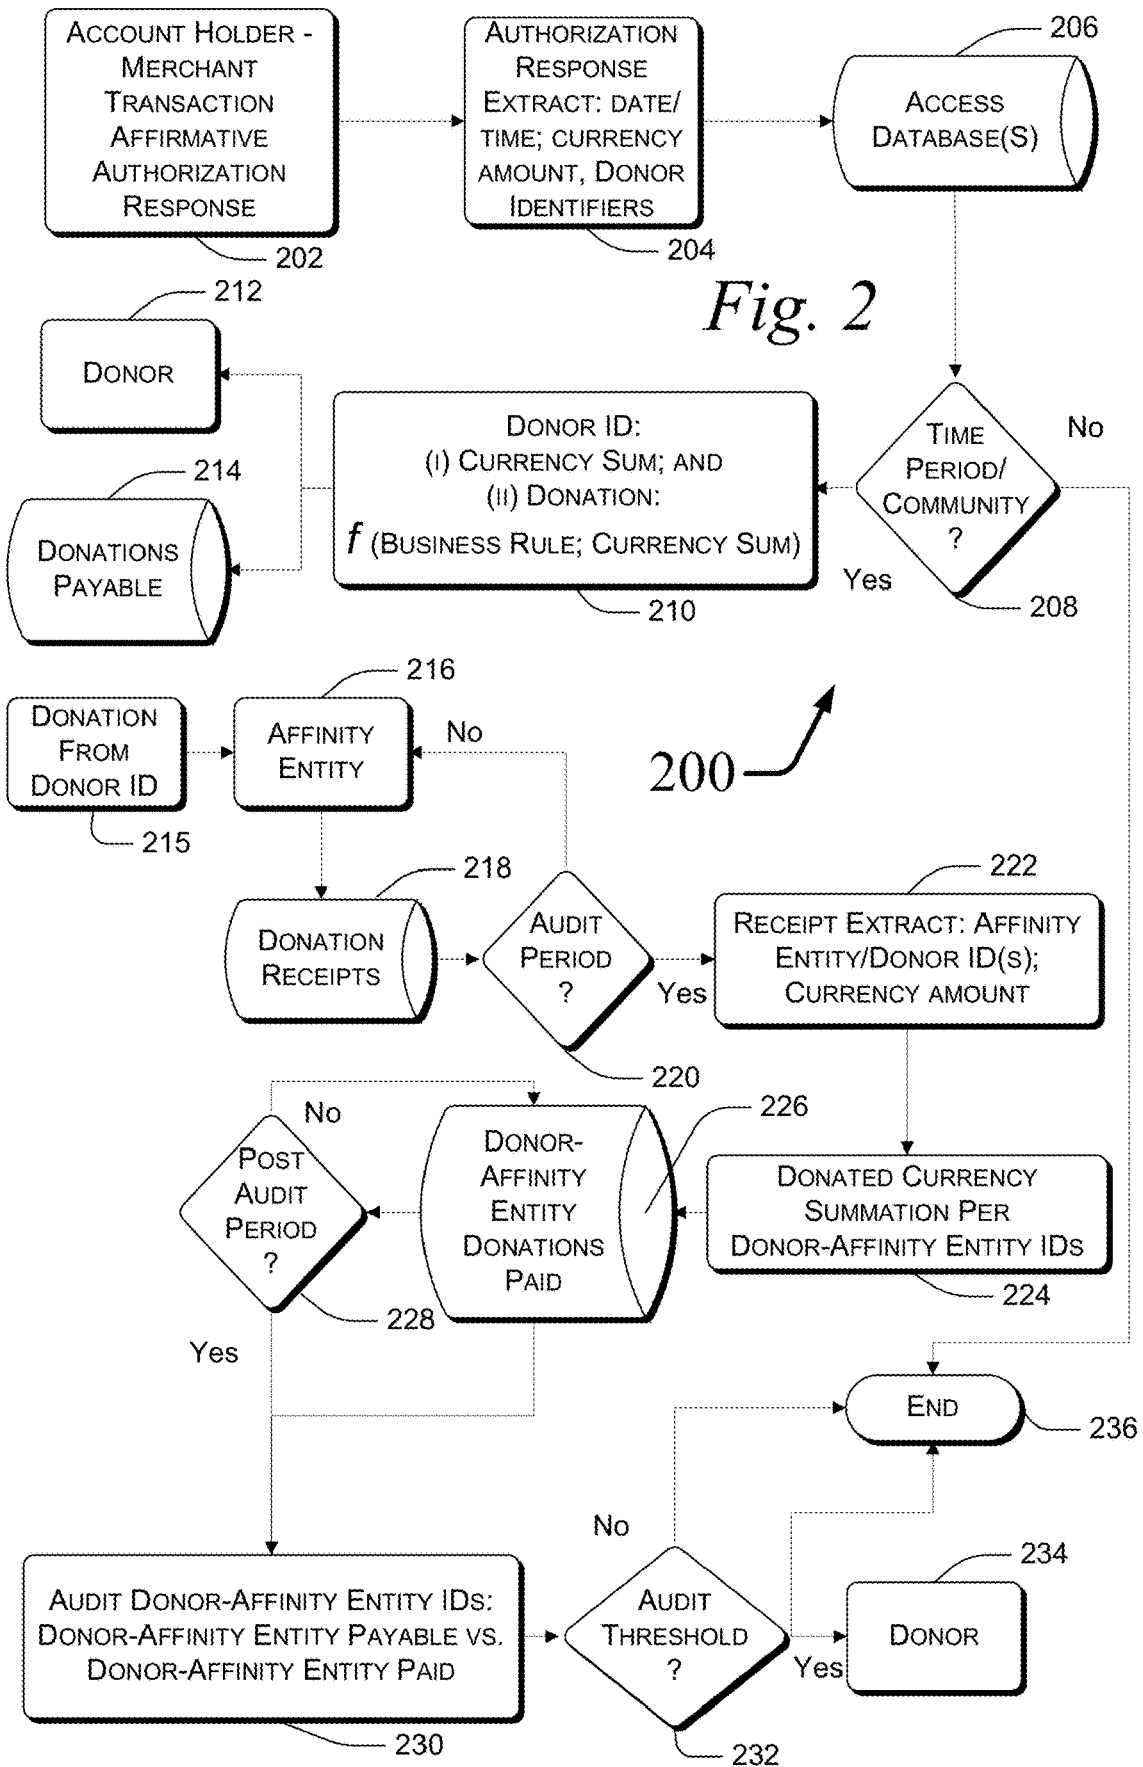 ACCOUNT HOLDER -
MERCHANT
TRANSACTION
AFFIRMATIVE
AUTHORIZATION
RESPONSE
202
AUTHORIZATION
RESPONSE
EXTRACT: DATE/
TIME; CURRENCY
AMOUNT, DONOR
IDENTIFIERS
204
206
ACCESS
DATABASE(S)
Fig. 2
212
DONOR
214
DONATIONS
PAYABLE
DONOR ID:
(I) CURRENCY SUM; AND
(II) DONATION:
f (BUSINESS RULE; CURRENCY SUM)
210
TIME
PERIOD/
COMMUNITY
?
No
Yes
208
200
DONATION
FROM
DONOR ID
215
216
AFFINITY
ENTITY
No
218
DONATION
RECEIPTS
AUDIT
PERIOD
?
Yes
220
222
RECEIPT EXTRACT: AFFINITY
ENTITY/DONOR ID(S);
CURRENCY AMOUNT
DONATED CURRENCY
SUMMATION PER
DONOR-AFFINITY ENTITY IDS
224
226
DONOR-
AFFINITY
ENTITY
DONATIONS
PAID
No
POST
AUDIT
PERIOD
?
228
Yes
END
236
AUDIT DONOR-AFFINITY ENTITY IDS:
DONOR-AFFINITY ENTITY PAYABLE VS.
DONOR-AFFINITY ENTITY PAID
230
No
AUDIT
THRESHOLD
?
232
Yes
234
DONOR